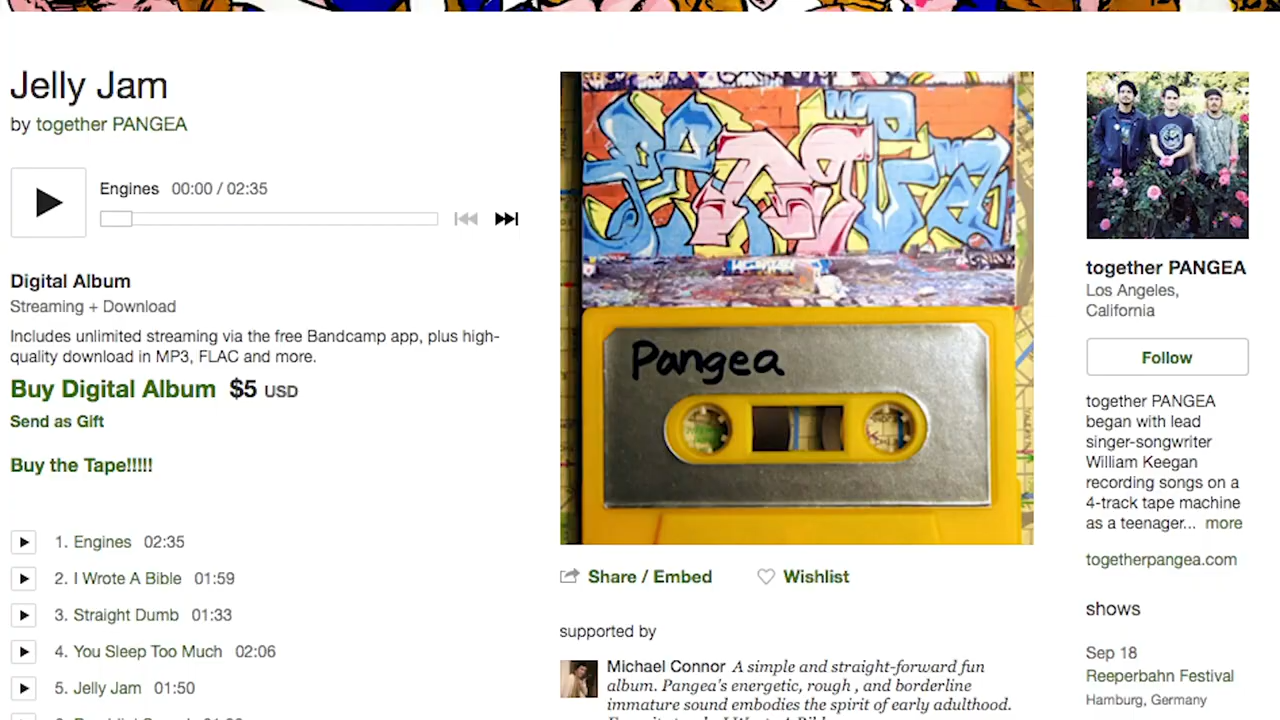 Jelly Jam
by together PANGEA
Engines 00:00 / 02:35
Digital Album
Streaming + Download
Includes unlimited streaming via the free Bandcamp app, plus high-
quality download in MP3, FLAC and more.
Buy Digital Album $5 USD
Send as Gift
Buy the Tape!!!!!
1. Engines 02:35
2. I Wrote A Bible 01:59
3. Straight Dumb 01:33
4. You Sleep Too Much 02:06
5. Jelly Jam 01:50
Pangea
Pangea
Share / Embed
Wishlist
supported by
Michael Connor A simple and straight-forward fun
album. Pangea's energetic, rough , and borderline
immature sound embodies the spirit of early adulthood.
together PANGEA
Los Angeles,
California
Follow
together PANGEA
began with lead
singer-songwriter
William Keegan
recording songs on a
4-track tape machine
as a teenager... more
togetherpangea.com
shows
Sep 18
Reeperbahn Festival
Hamburg, Germany